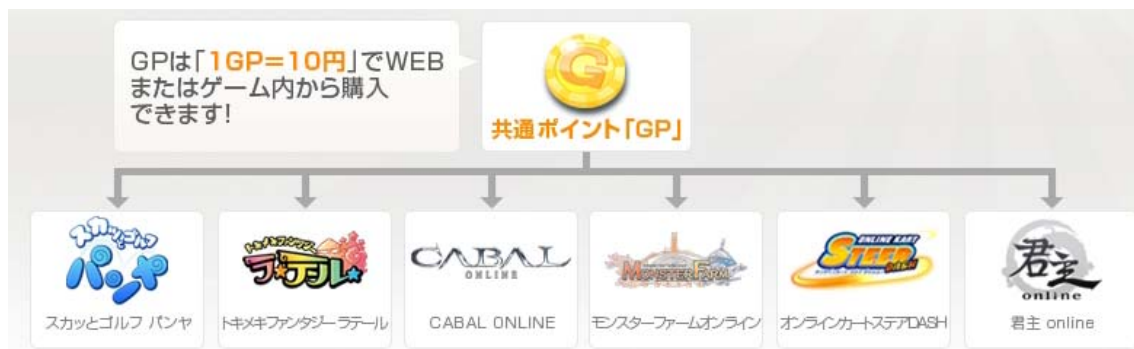 GPは「1GP=10円」でWEB
またはゲーム内から購入
できます!
G
共通ポイント「GP」
スカッとゴルフ
パンヤ
トキメキファンタジー
ラテール
CABAL
ONLINE
MONSTER FARM
ONLINE KART
STEER
DASH
君主
online
スカッとゴルフ パンヤ
トキメキファンタジー ラテール
CABAL ONLINE
モンスターファームオンライン
オンラインカートステアDASH
君主 online